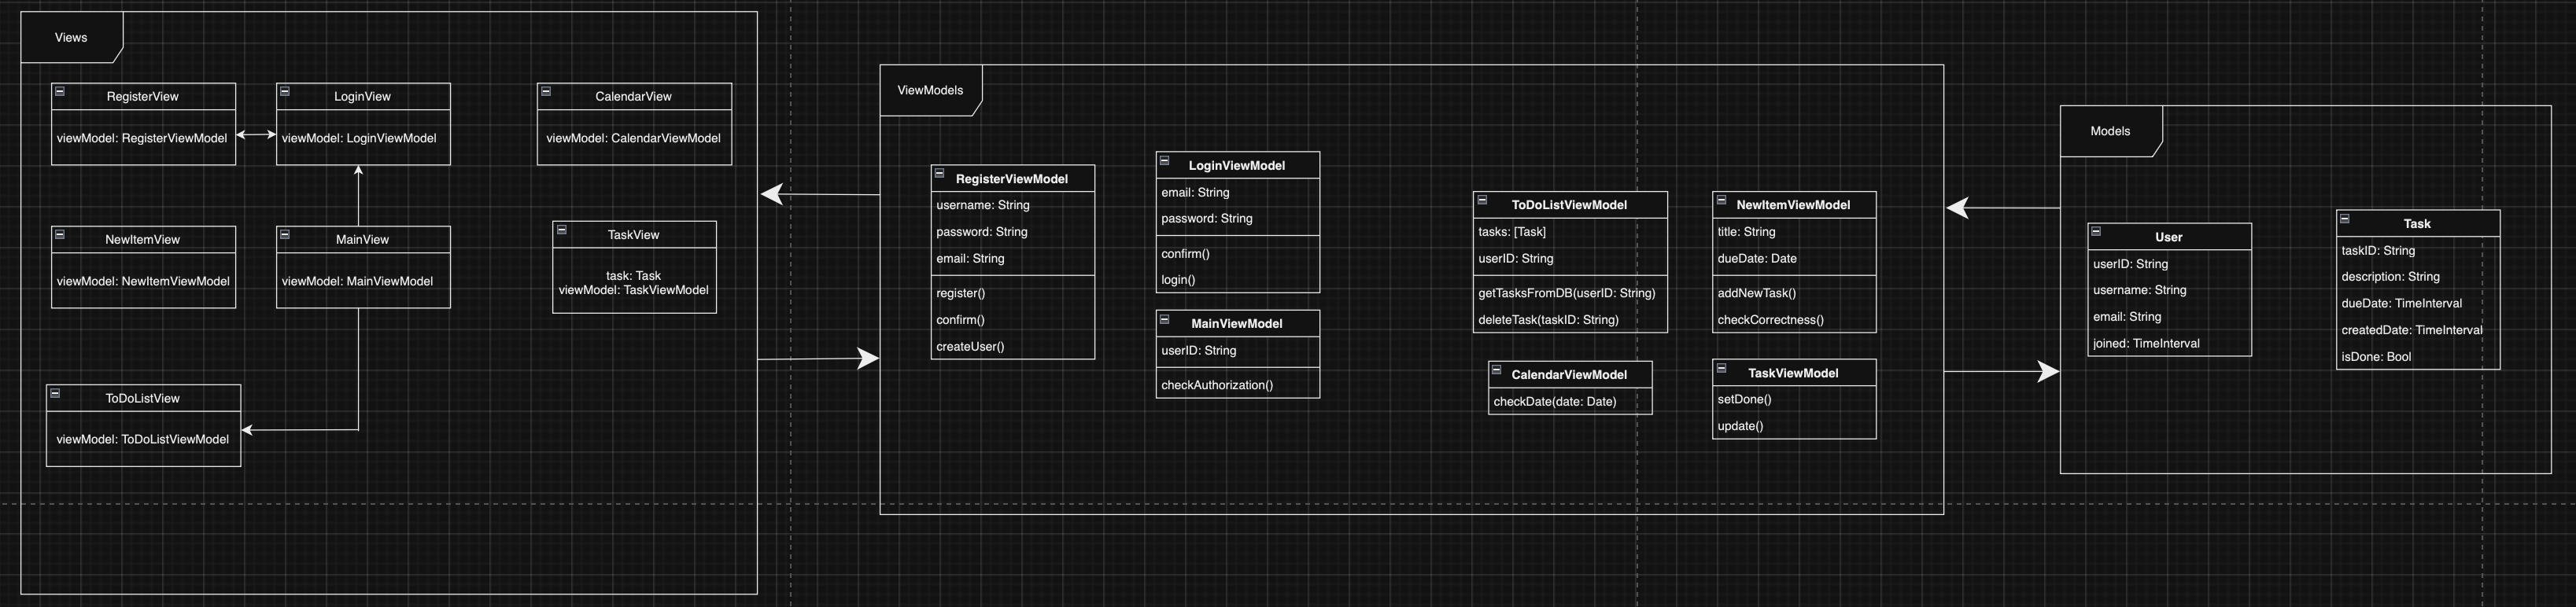 Views
RegisterView
viewModel: RegisterViewModel
LoginView
viewModel: LoginViewModel
CalendarView
viewModel: CalendarViewModel
NewItemView
viewModel: NewItemViewModel
MainView
viewModel: MainViewModel
TaskView
task: Task
viewModel: TaskViewModel
ToDoListView
viewModel: ToDoListViewModel
ViewModels
RegisterViewModel
username: String
password: String
email: String
register()
confirm()
createUser()
LoginViewModel
email: String
password: String
confirm()
login()
MainViewModel
userID: String
checkAuthorization()
ToDoListViewModel
tasks: [Task]
userID: String
getTasksFromDB(userID: String)
deleteTask(taskID: String)
NewItemViewModel
title: String
dueDate: Date
addNewTask()
checkCorrectness()
CalendarViewModel
checkDate(date: Date)
TaskViewModel
setDone()
update()
Models
User
userID: String
username: String
email: String
joined: TimeInterval
Task
taskID: String
description: String
dueDate: TimeInterval
createdDate: TimeInterval
isDone: Bool